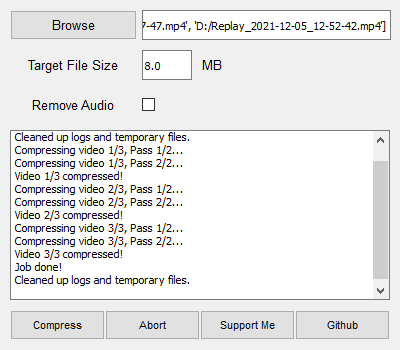 Browse
7-47.mp4', 'D:/Replay_2021-12-05_12-52-42.mp4']
Target File Size 8.0 MB
Remove Audio
Cleaned up logs and temporary files.
Compressing video 1/3, Pass 1/2...
Compressing video 1/3, Pass 2/2...
Video 1/3 compressed!
Compressing video 2/3, Pass 1/2...
Compressing video 2/3, Pass 2/2...
Video 2/3 compressed!
Compressing video 3/3, Pass 1/2...
Compressing video 3/3, Pass 2/2...
Video 3/3 compressed!
Job done!
Cleaned up logs and temporary files.
Compress Abort Support Me Github